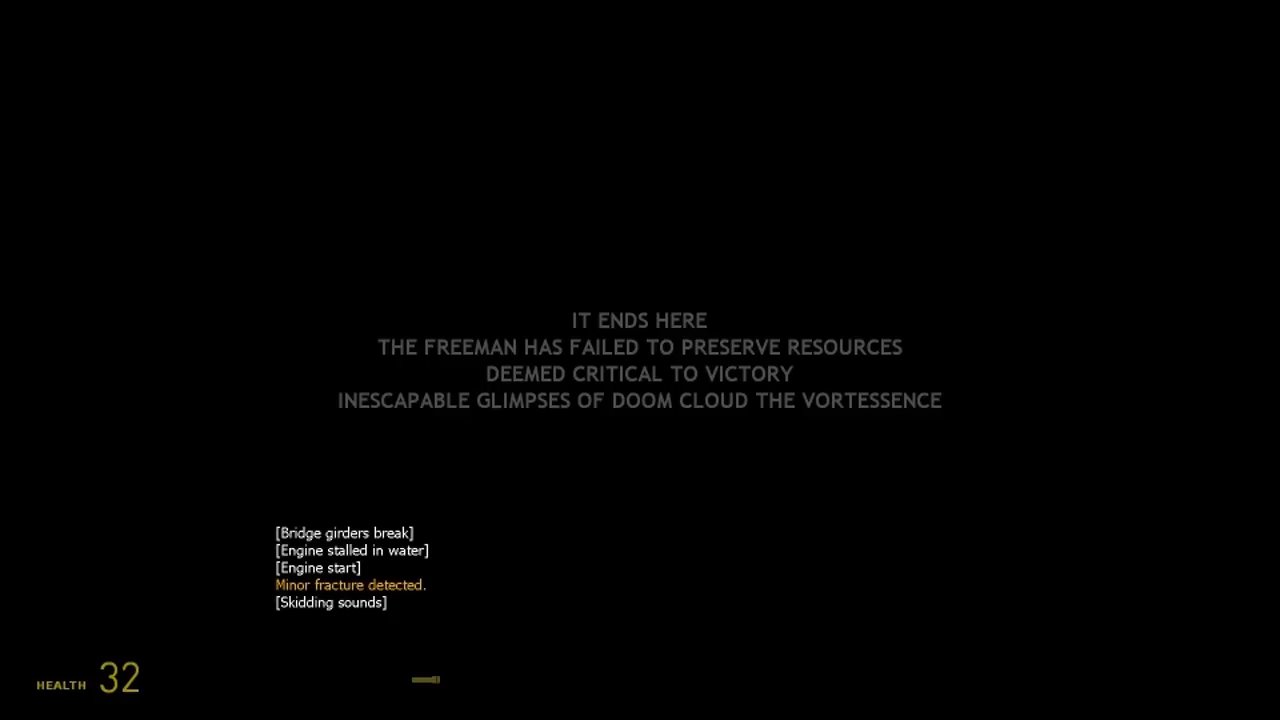 IT ENDS HERE
THE FREEMAN HAS FAILED TO PRESERVE RESOURCES
DEEMED CRITICAL TO VICTORY
INESCAPABLE GLIMPSES OF DOOM CLOUD THE VORTESSENCE
[Bridge girders break]
[Engine stalled in water]
[Engine start]
Minor fracture detected.
[Skidding sounds]
HEALTH 32